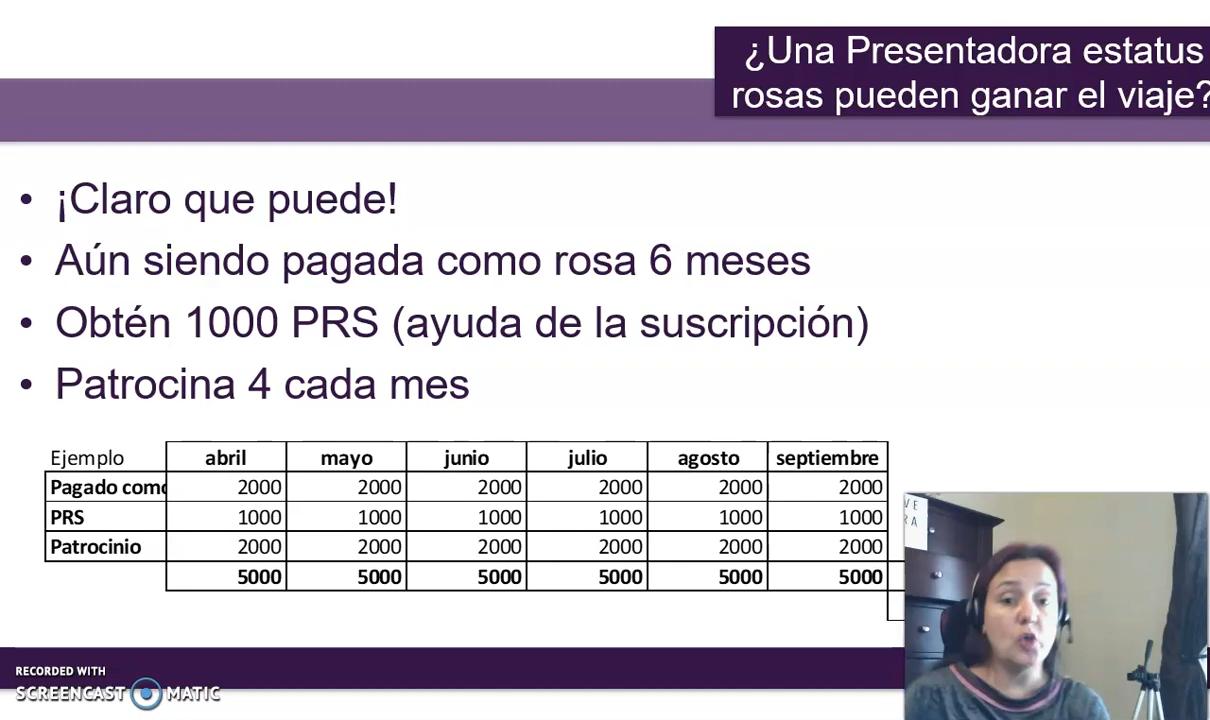 ¿Una Presentadora estatus
rosas pueden ganar el viaje?
• ¡Claro que puede!
• Aún siendo pagada como rosa 6 meses
• Obtén 1000 PRS (ayuda de la suscripción)
• Patrocina 4 cada mes
Ejemplo abril mayo junio julio agosto septiembre
Pagado como 2000 2000 2000 2000 2000 2000
PRS 1000 1000 1000 1000 1000 1000
Patrocinio 2000 2000 2000 2000 2000 2000
5000 5000 5000 5000 5000 5000
V E
R A
RECORDED WITH
SCREENCAST MATIC